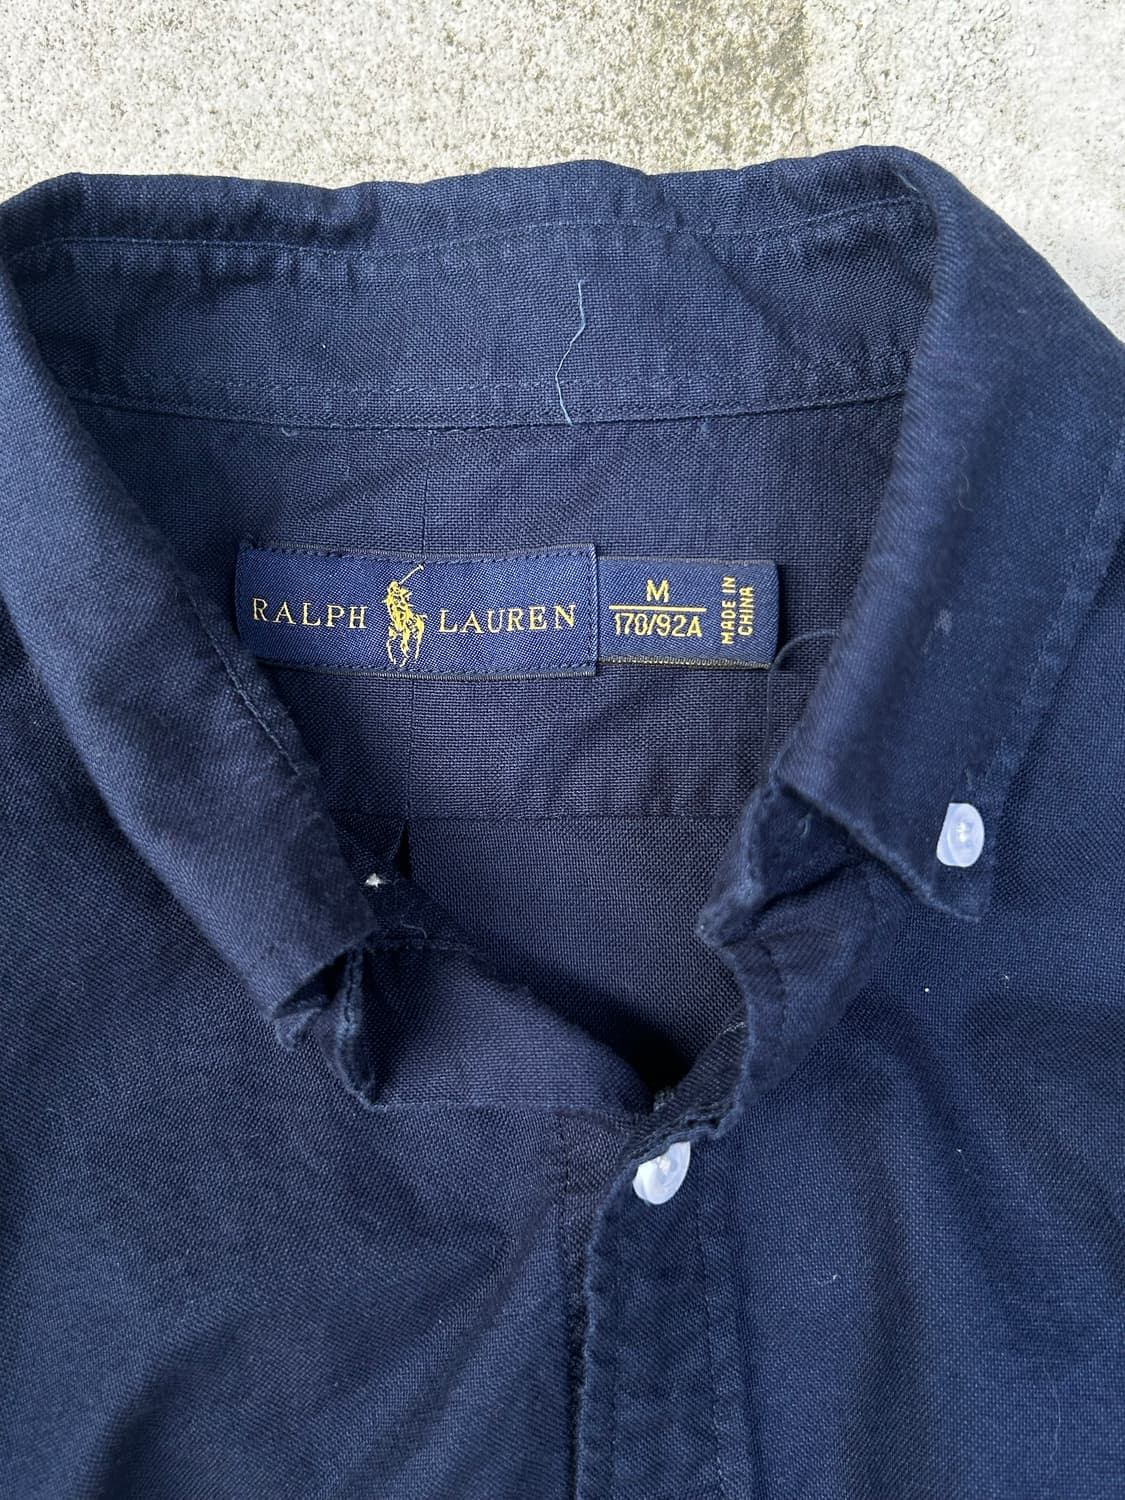 RALPH LAUREN
M
170/92A
MADE IN
CHINA